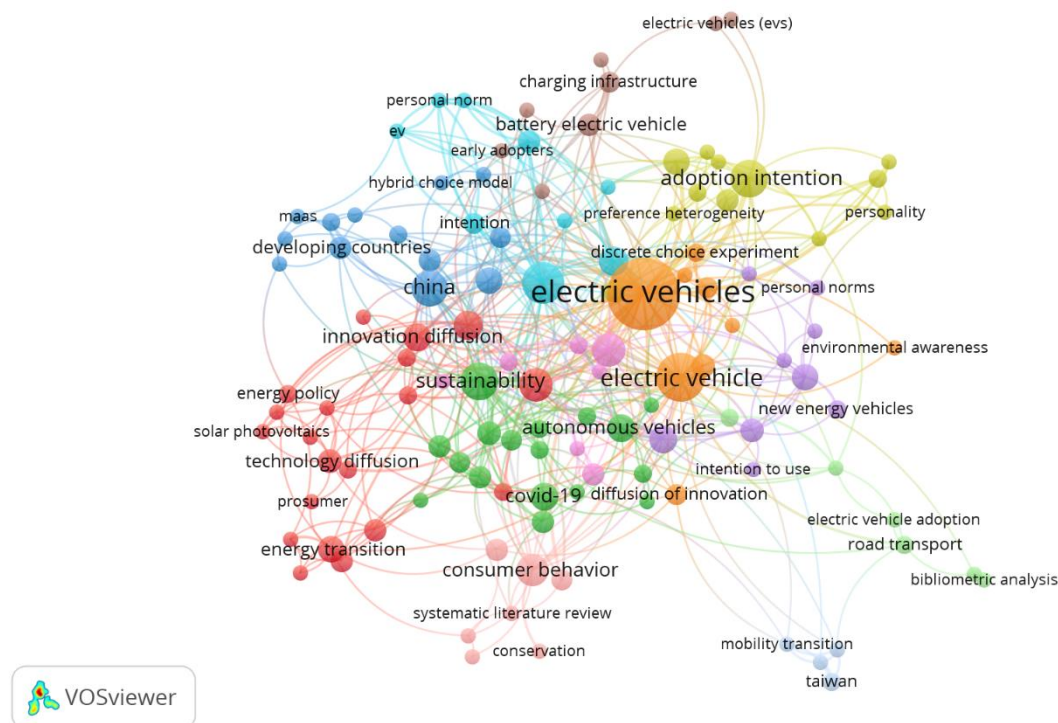 electric vehicles (evs)
charging infrastructure
personal norm
battery electric vehicle
ev
early adopters
adoption intention
hybrid choice model
preference heterogeneity
personality
maas
intention
developing countries
discrete choice experiment
china
electric vehicles
personal norms
innovation diffusion
environmental awareness
sustainability
electric vehicle
energy policy
new energy vehicles
solar photovoltaics
autonomous vehicles
technology diffusion
intention to use
prosumer
covid-19
diffusion of innovation
electric vehicle adoption
energy transition
road transport
consumer behavior
bibliometric analysis
systematic literature review
mobility transition
conservation
taiwan
VOSviewer